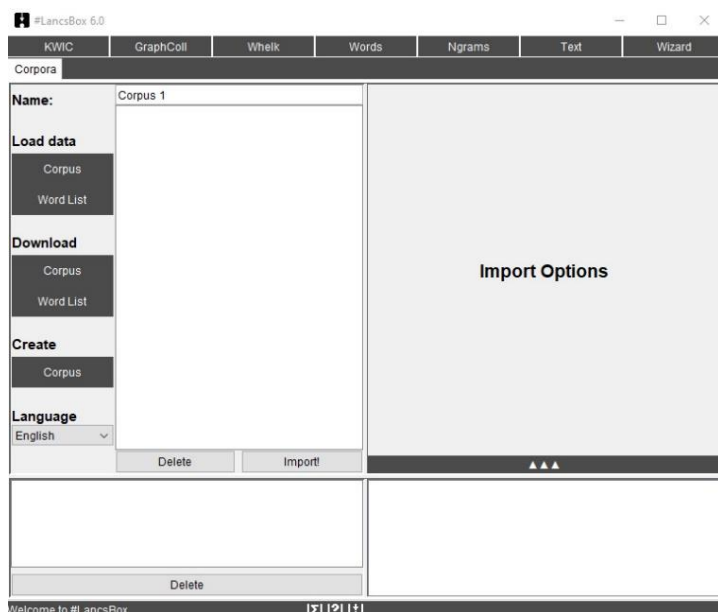 #LancsBox 6.0
KWIC GraphColl Whelk Words Ngrams Text Wizard
Corpora
Name: Corpus 1
Load data
Corpus
Word List
Download
Corpus
Word List
Import Options
Create
Corpus
Language
English
Delete Import!
▲▲▲
Delete
Welcome to #LancsBox